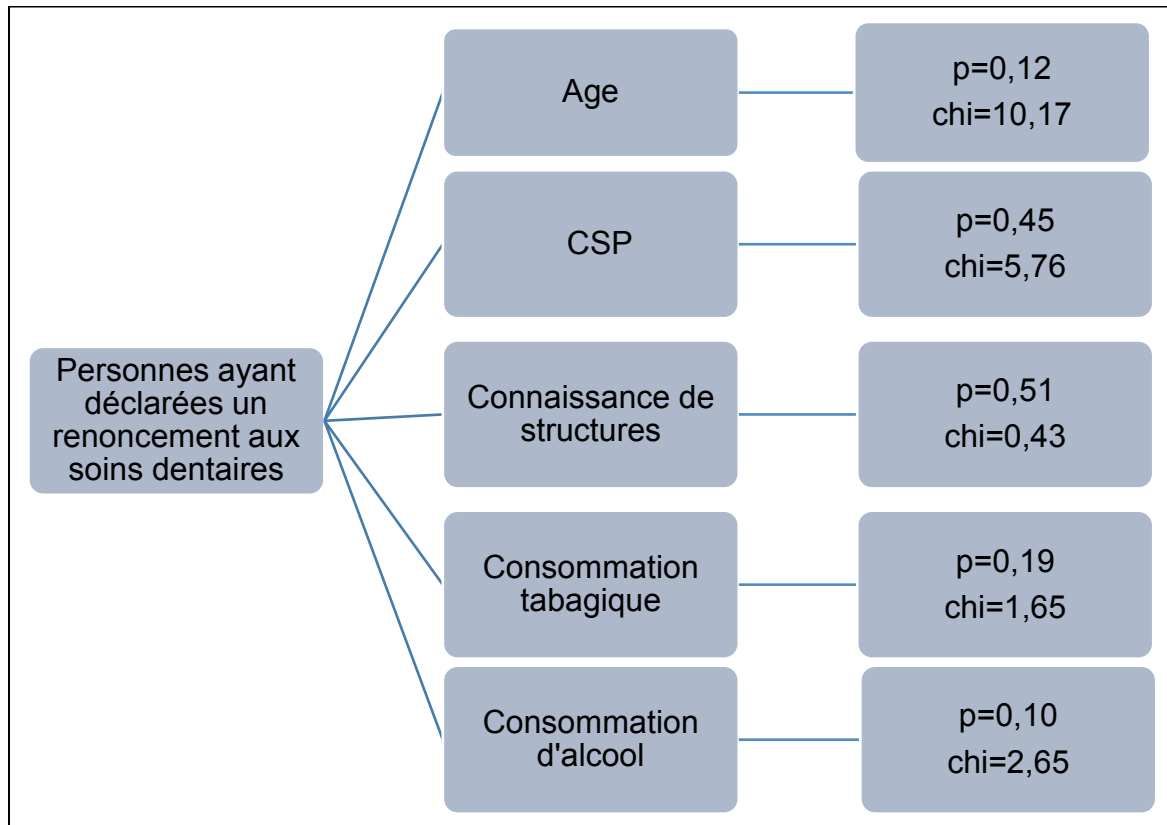 Personnes ayant
déclarées un
renoncement aux
soins dentaires
Age
p=0,12
chi=10,17
CSP
p=0,45
chi=5,76
Connaissance de
structures
p=0,51
chi=0,43
Consommation
tabagique
p=0,19
chi=1,65
Consommation
d'alcool
p=0,10
chi=2,65